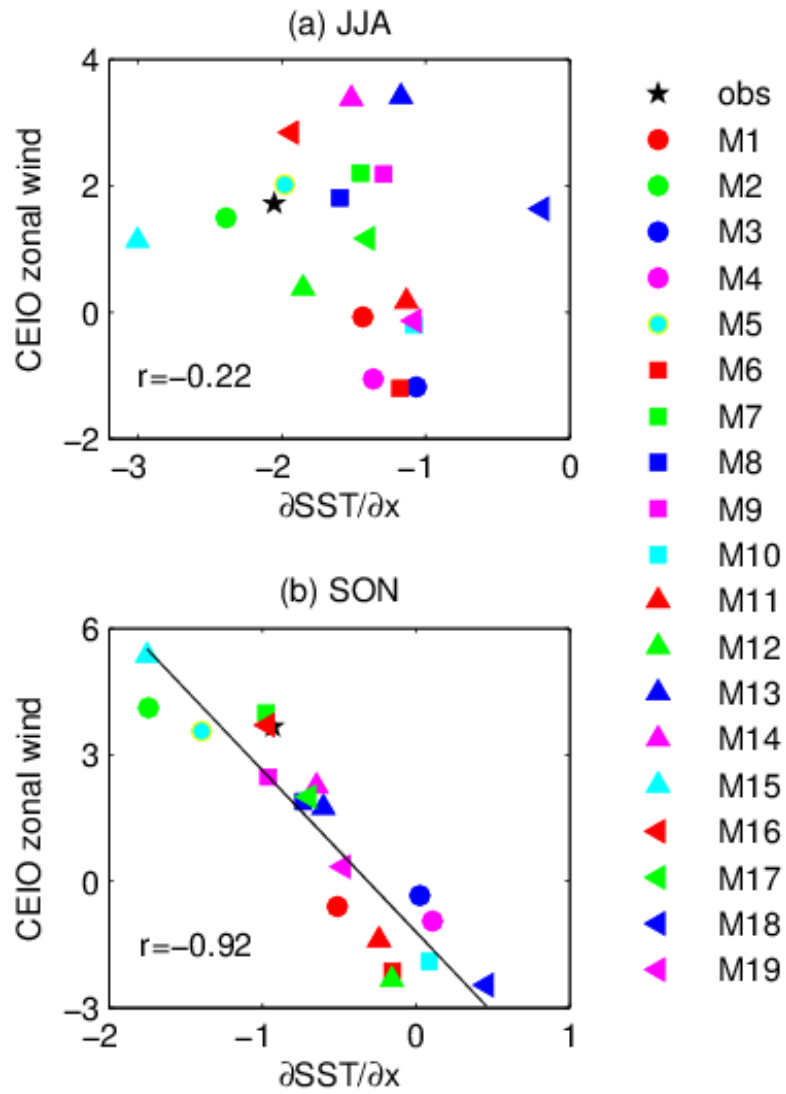 (a) JJA
4
2
0
−2
CEIO zonal wind
r=−0.22
−3
−2
−1
0
∂SST/∂x
(b) SON
6
3
0
−3
CEIO zonal wind
r=−0.92
−2
−1
0
1
∂SST/∂x
obs
M1
M2
M3
M4
M5
M6
M7
M8
M9
M10
M11
M12
M13
M14
M15
M16
M17
M18
M19